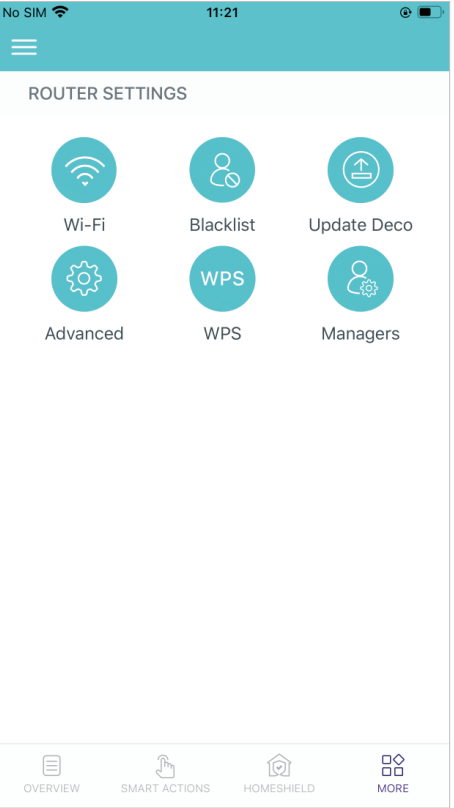 No SIM 11:21
ROUTER SETTINGS
Wi-Fi Blacklist Update Deco
WPS
Advanced WPS Managers
OVERVIEW SMART ACTIONS HOMESHIELD MORE